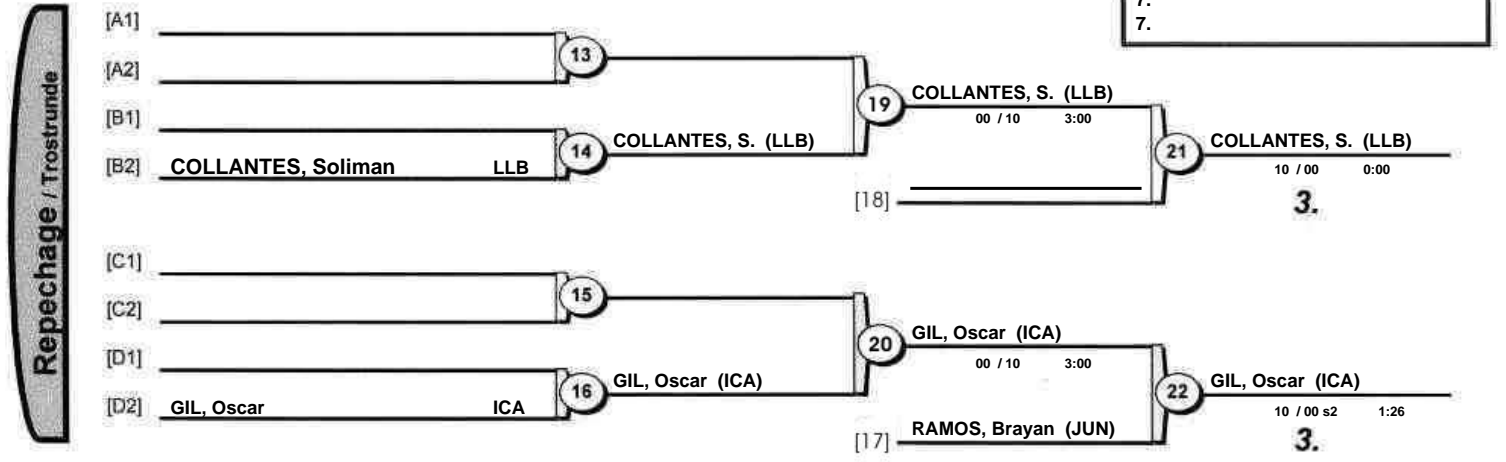 7.
7.
Repechage / Trostrunde
[A1]
13
[A2]
19
COLLANTES, S. (LLB)
00 / 10 3:00
[B1]
14
COLLANTES, S. (LLB)
[B2] COLLANTES, Soliman LLB
21
COLLANTES, S. (LLB)
10 / 00 0:00
[18]
3.
[C1]
15
[C2]
20
GIL, Oscar (ICA)
00 / 10 3:00
[D1]
16
GIL, Oscar (ICA)
[D2] GIL, Oscar ICA
22
GIL, Oscar (ICA)
10 / 00 s2 1:26
[17] RAMOS, Brayan (JUN)
3.